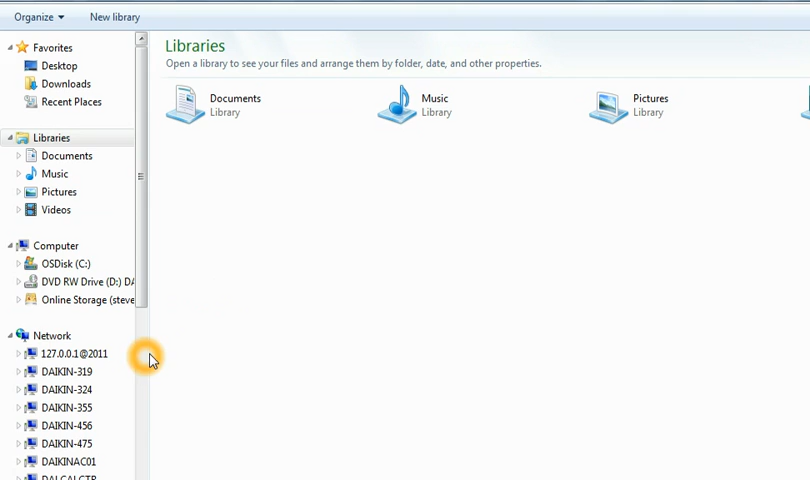 Organize
New library
Favorites
Desktop
Downloads
Recent Places
Libraries
Documents
Music
Pictures
Videos
Computer
OSDisk (C:)
DVD RW Drive (D:) DA
Online Storage (steve
Network
127.0.0.1@2011
DAIKIN-319
DAIKIN-324
DAIKIN-355
DAIKIN-456
DAIKIN-475
DAIKINAC01
Libraries
Open a library to see your files and arrange them by folder, date, and other properties.
Documents
Library
Music
Library
Pictures
Library